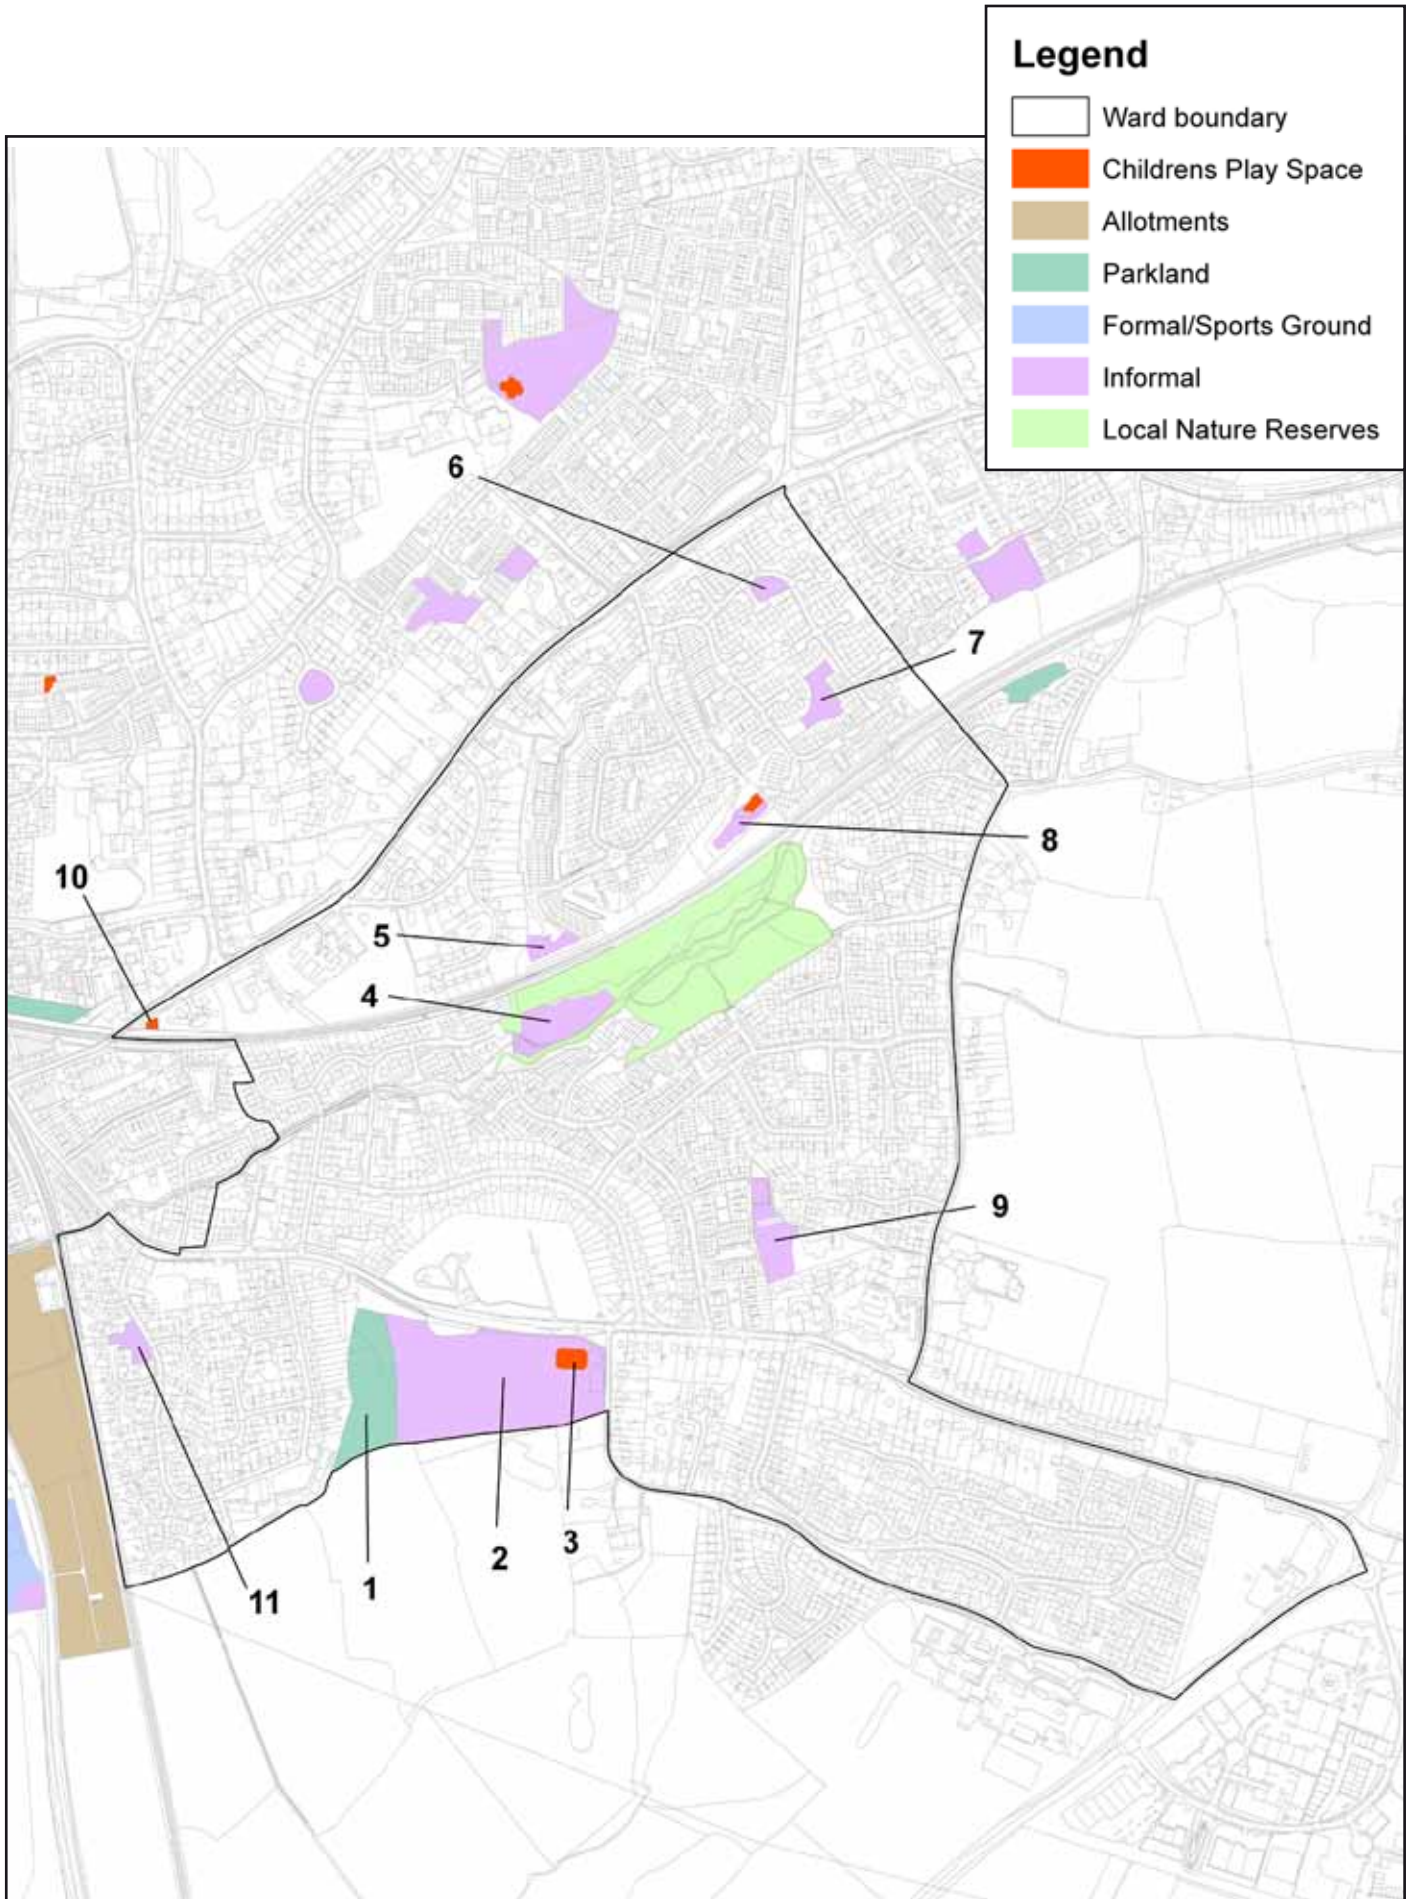 Legend
Ward boundary
Childrens Play Space
Allotments
Parkland
Formal/Sports Ground
Informal
Local Nature Reserves
6
7
8
10
5
4
9
3
2
1
11